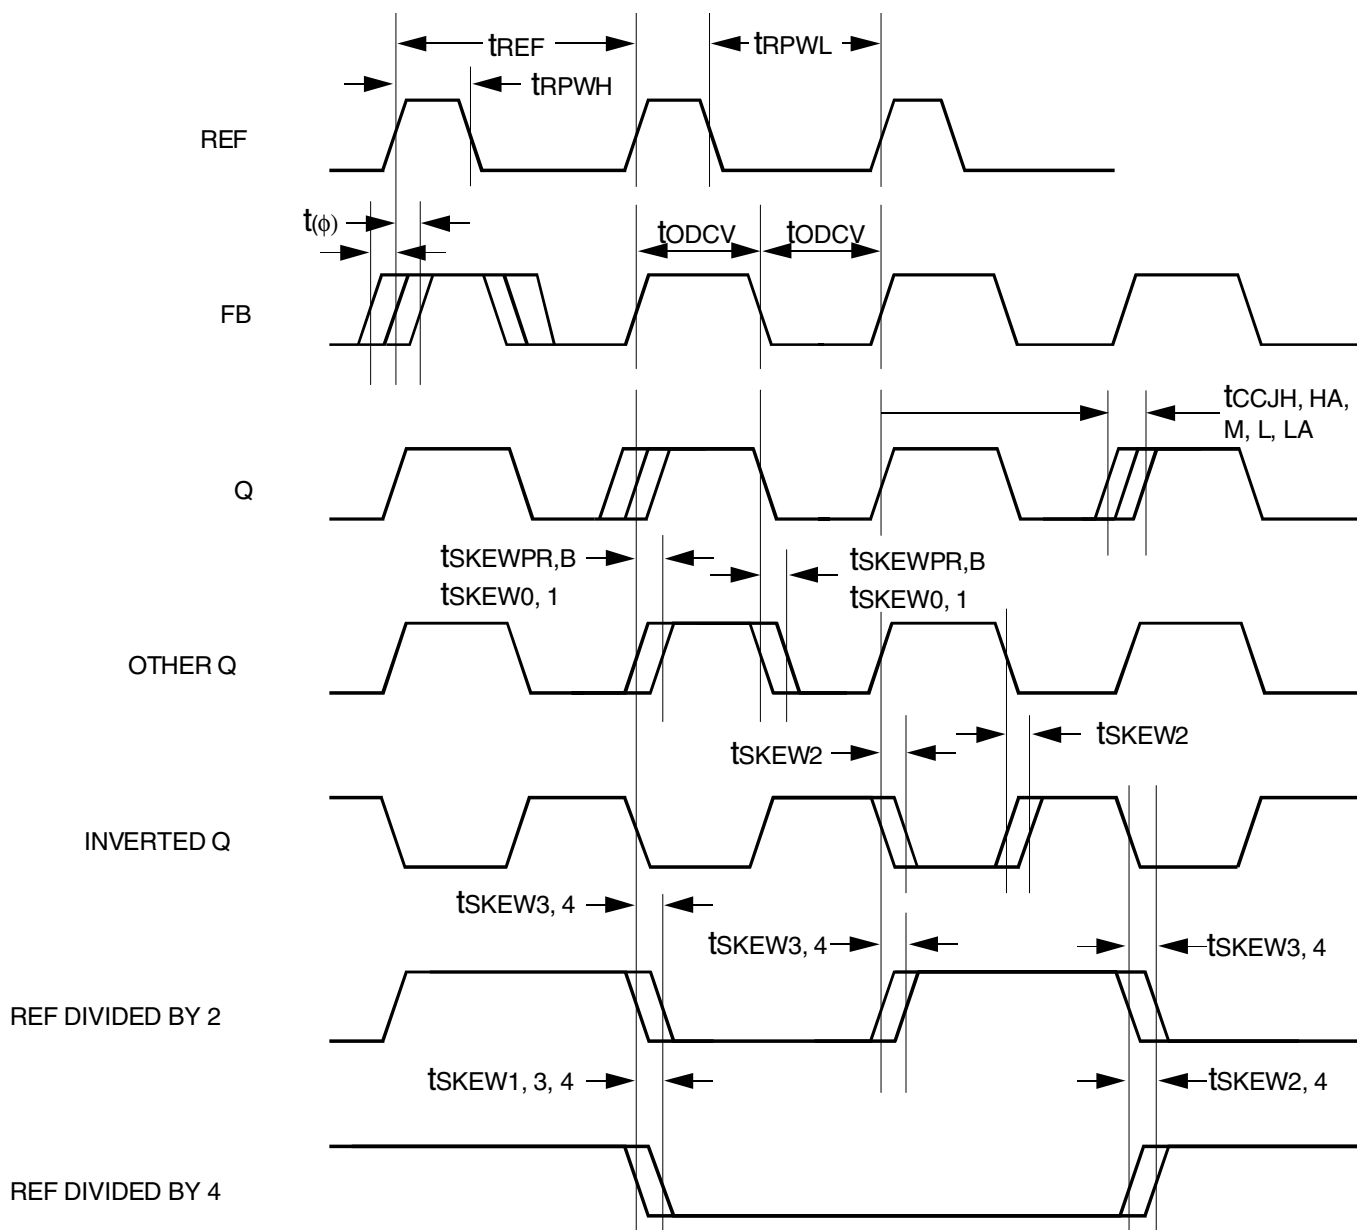 tREF
tRPWL
tRPWH
REF
t(ϕ)
tODCV
tODCV
FB
tCCJH, HA,
M, L, LA
Q
tSKEWPR,B
tSKEW0, 1
tSKEWPR,B
tSKEW0, 1
OTHER Q
tSKEW2
tSKEW2
INVERTED Q
tSKEW3, 4
tSKEW3, 4
tSKEW3, 4
REF DIVIDED BY 2
tSKEW1, 3, 4
tSKEW2, 4
REF DIVIDED BY 4